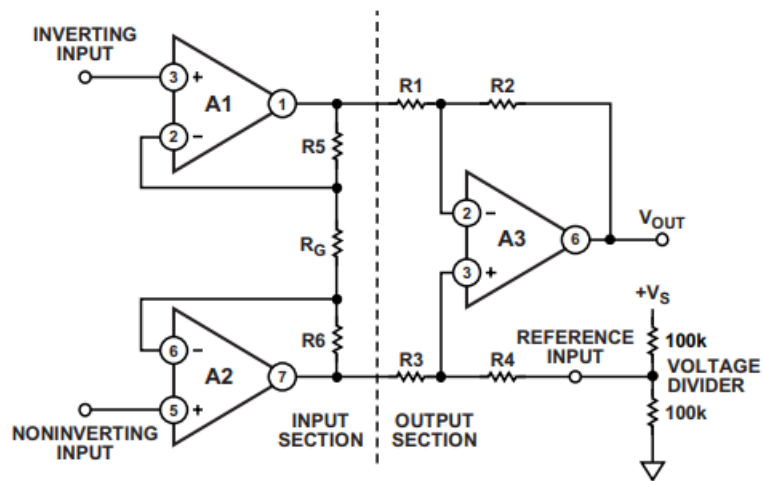 INVERTING
INPUT
3
+
A1
1
2
−
R5
R1
R2
RG
2
−
A3
6
3
+
VOUT
+VS
100k
REFERENCE
INPUT
VOLTAGE
DIVIDER
100k
6
−
A2
7
5
+
R6
R3
R4
NONINVERTING
INPUT
INPUT
SECTION
OUTPUT
SECTION